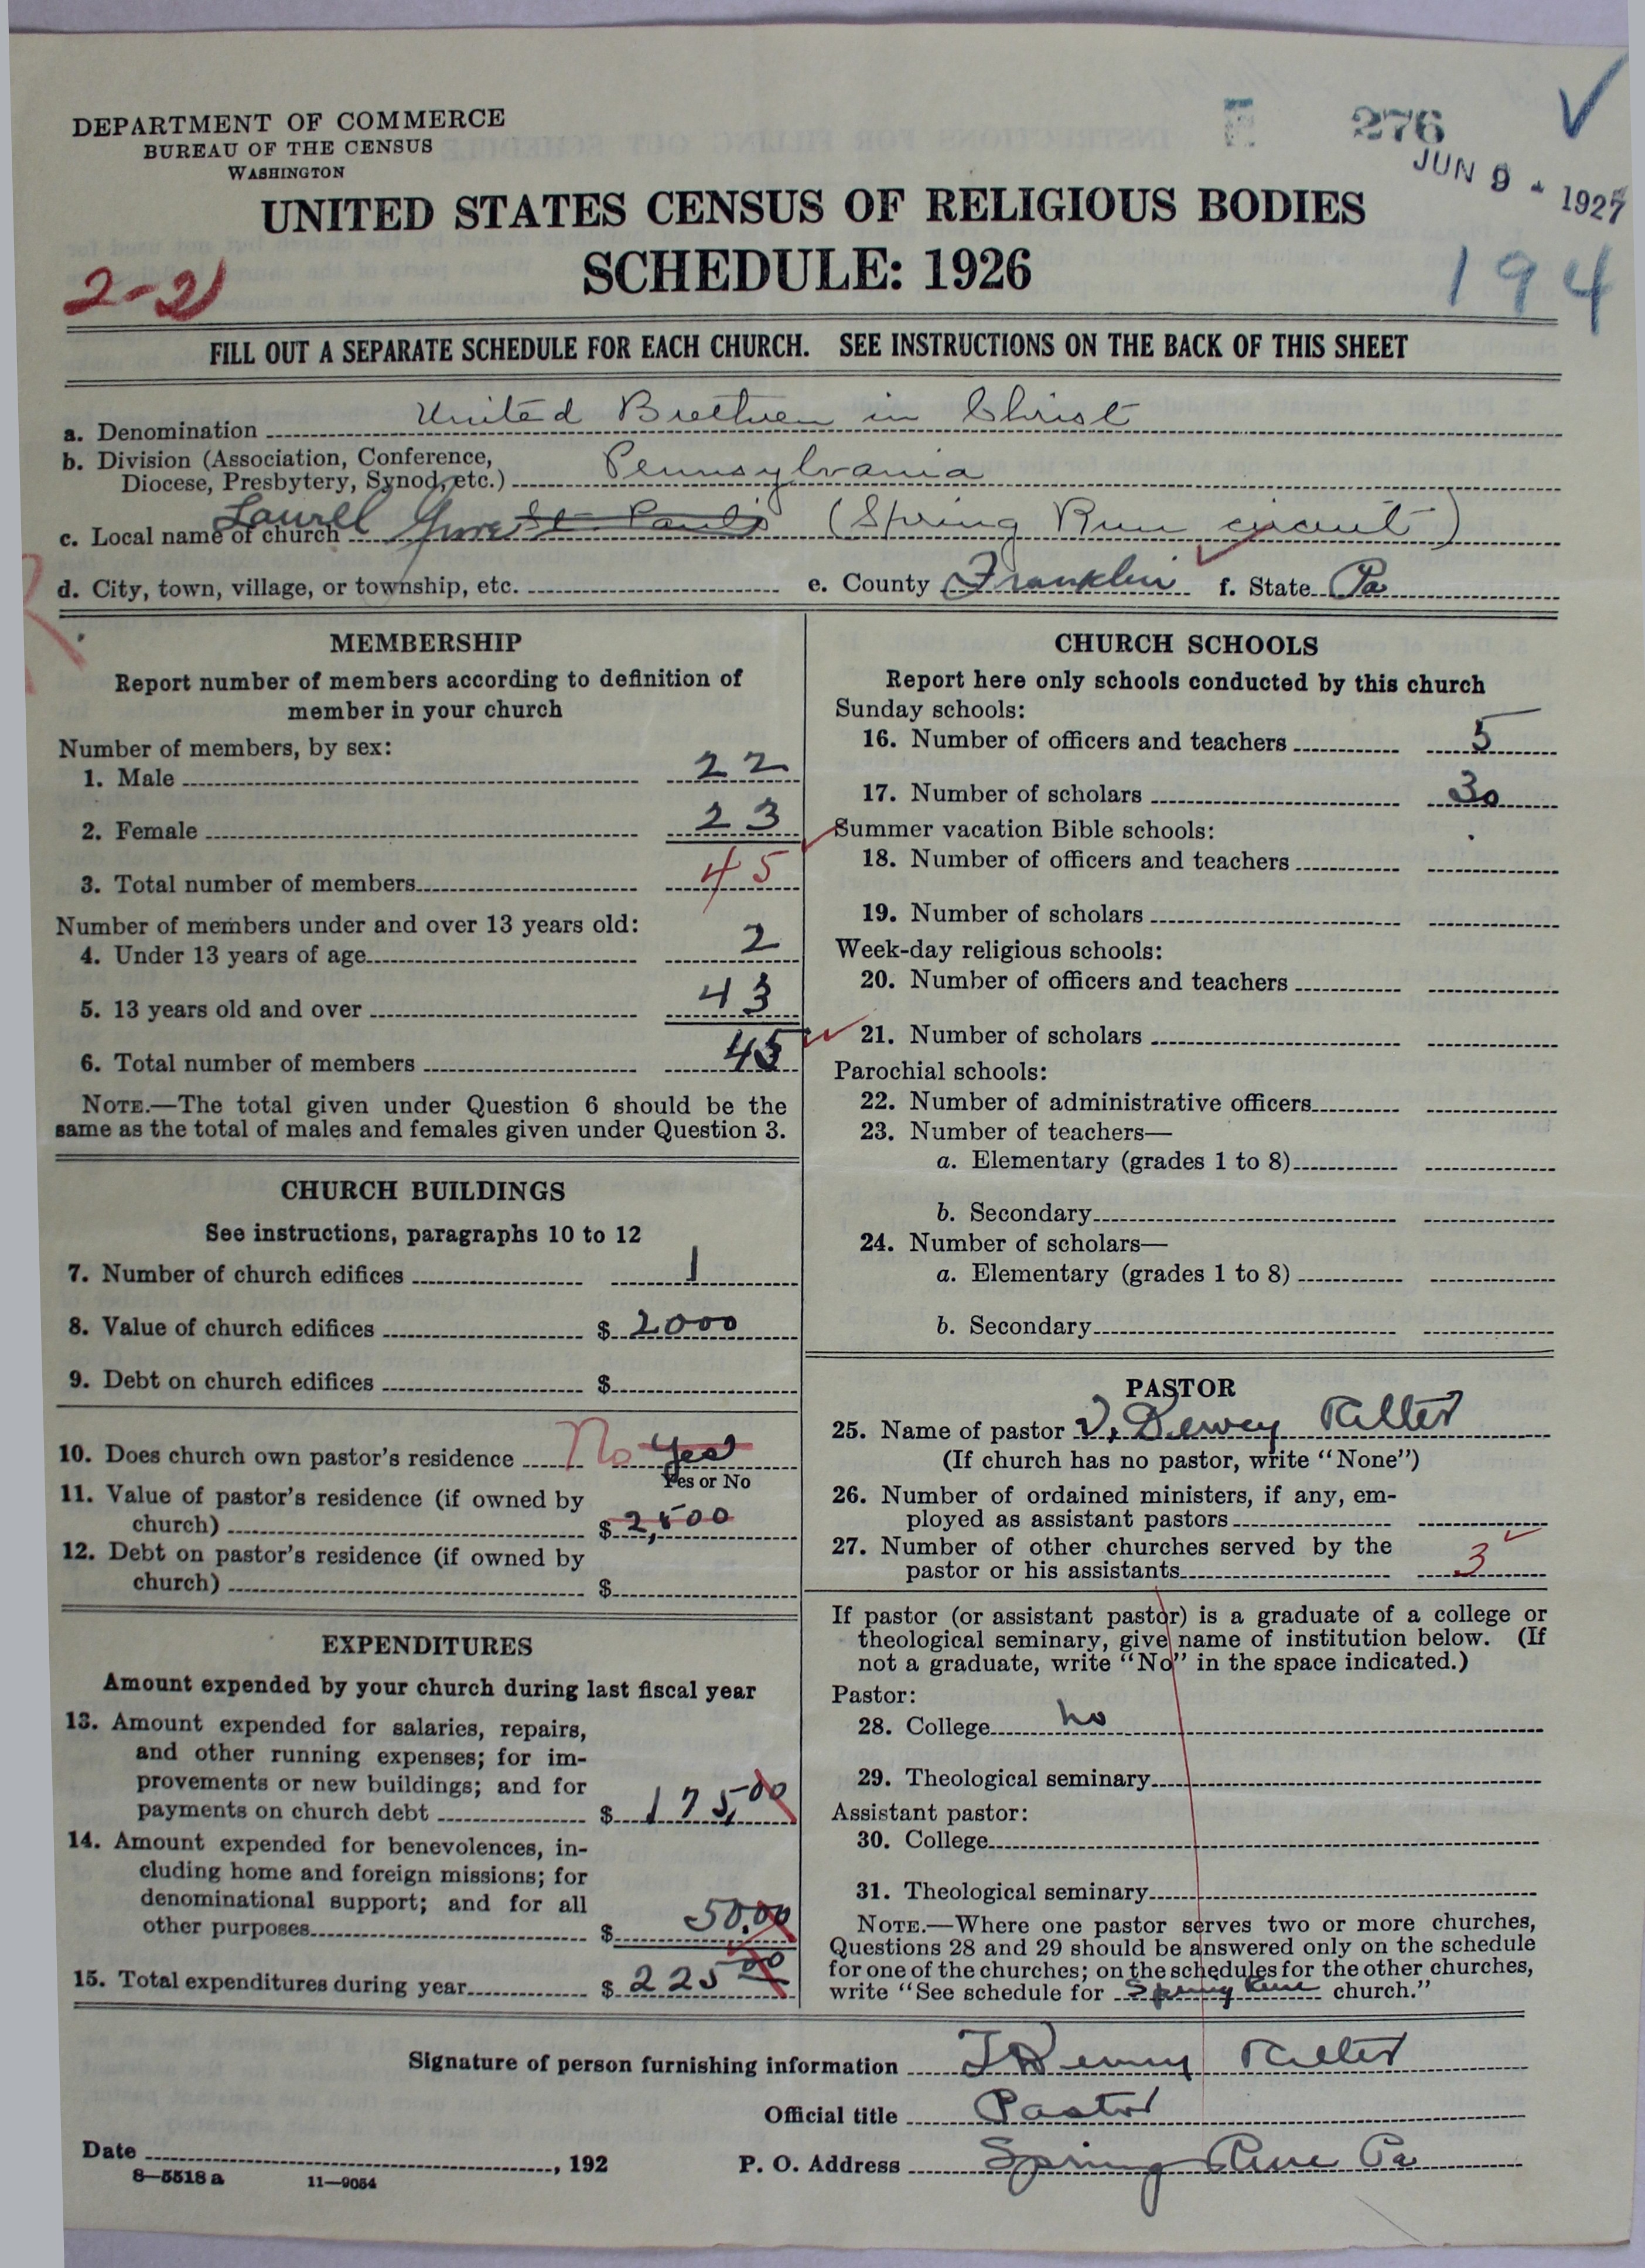 DEPARTMENT OF COMMERCE
BUREAU OF THE CENSUS
WASHINGTON
276
JUN 9 - 1927
UNITED STATES CENSUS OF RELIGIOUS BODIES
SCHEDULE: 1926
2-2
194
FILL OUT A SEPARATE SCHEDULE FOR EACH CHURCH. SEE INSTRUCTIONS ON THE BACK OF THIS SHEET
a. Denomination United Brethren in Christ
b. Division (Association, Conference,
Diocese, Presbytery, Synod, etc.) Pennsylvania
c. Local name of church Laurel St. Paul's (Spring Run circuit)
d. City, town, village, or township, etc. e. County Franklin f. State Pa
MEMBERSHIP
Report number of members according to definition of
member in your church
Number of members, by sex:
1. Male 22
2. Female 23
3. Total number of members 45
Number of members under and over 13 years old:
4. Under 13 years of age 2
5. 13 years old and over 43
6. Total number of members 45
NOTE.—The total given under Question 6 should be the
same as the total of males and females given under Question 3.
CHURCH BUILDINGS
See instructions, paragraphs 10 to 12
7. Number of church edifices 1
8. Value of church edifices $ 2000
9. Debt on church edifices $
10. Does church own pastor's residence No Yes
Yes or No
11. Value of pastor's residence (if owned by
church) $ 2,500
12. Debt on pastor's residence (if owned by
church) $
EXPENDITURES
Amount expended by your church during last fiscal year
13. Amount expended for salaries, repairs,
and other running expenses; for im-
provements or new buildings; and for
payments on church debt $ 175.00
14. Amount expended for benevolences, in-
cluding home and foreign missions; for
denominational support; and for all
other purposes $ 50.00
15. Total expenditures during year $ 225 00
CHURCH SCHOOLS
Report here only schools conducted by this church
Sunday schools:
16. Number of officers and teachers 5
17. Number of scholars 30
Summer vacation Bible schools:
18. Number of officers and teachers
19. Number of scholars
Week-day religious schools:
20. Number of officers and teachers
21. Number of scholars
Parochial schools:
22. Number of administrative officers
23. Number of teachers—
a. Elementary (grades 1 to 8)
b. Secondary
24. Number of scholars—
a. Elementary (grades 1 to 8)
b. Secondary
PASTOR
25. Name of pastor Dewey Ritter
(If church has no pastor, write "None")
26. Number of ordained ministers, if any, em-
ployed as assistant pastors
27. Number of other churches served by the
pastor or his assistants 3
If pastor (or assistant pastor) is a graduate of a college or
theological seminary, give name of institution below. (If
not a graduate, write "No" in the space indicated.)
Pastor:
28. College no
29. Theological seminary
Assistant pastor:
30. College
31. Theological seminary
NOTE.—Where one pastor serves two or more churches,
Questions 28 and 29 should be answered only on the schedule
for one of the churches; on the schedules for the other churches,
write "See schedule for Spring Run church."
Signature of person furnishing information Dewey Ritter
Official title Pastor
Date , 192 P. O. Address Spring Run Pa
8—5518 a 11—9054